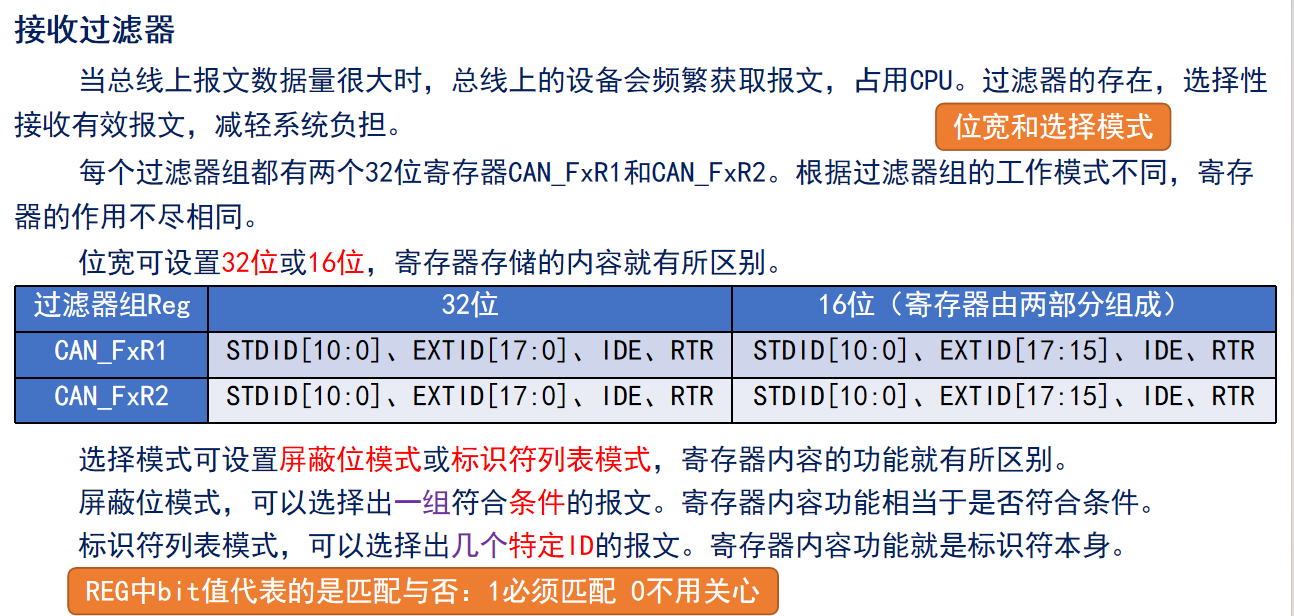 接收过滤器
当总线上报文数据量很大时，总线上的设备会频繁获取报文，占用CPU。过滤器的存在，选择性
接收有效报文，减轻系统负担。
位宽和选择模式
每个过滤器组都有两个32位寄存器CAN_FxR1和CAN_FxR2。根据过滤器组的工作模式不同，寄存
器的作用不尽相同。
位宽可设置32位或16位，寄存器存储的内容就有所区别。
过滤器组Reg 32位 16位（寄存器由两部分组成）
CAN_FxR1 STDID[10:0]、EXTID[17:0]、IDE、RTR STDID[10:0]、EXTID[17:15]、IDE、RTR
CAN_FxR2 STDID[10:0]、EXTID[17:0]、IDE、RTR STDID[10:0]、EXTID[17:15]、IDE、RTR
选择模式可设置屏蔽位模式或标识符列表模式，寄存器内容的功能就有所区别。
屏蔽位模式，可以选择出一组符合条件的报文。寄存器内容功能相当于是否符合条件。
标识符列表模式，可以选择出几个特定ID的报文。寄存器内容功能就是标识符本身。
REG中bit值代表的是匹配与否：1必须匹配 0不用关心